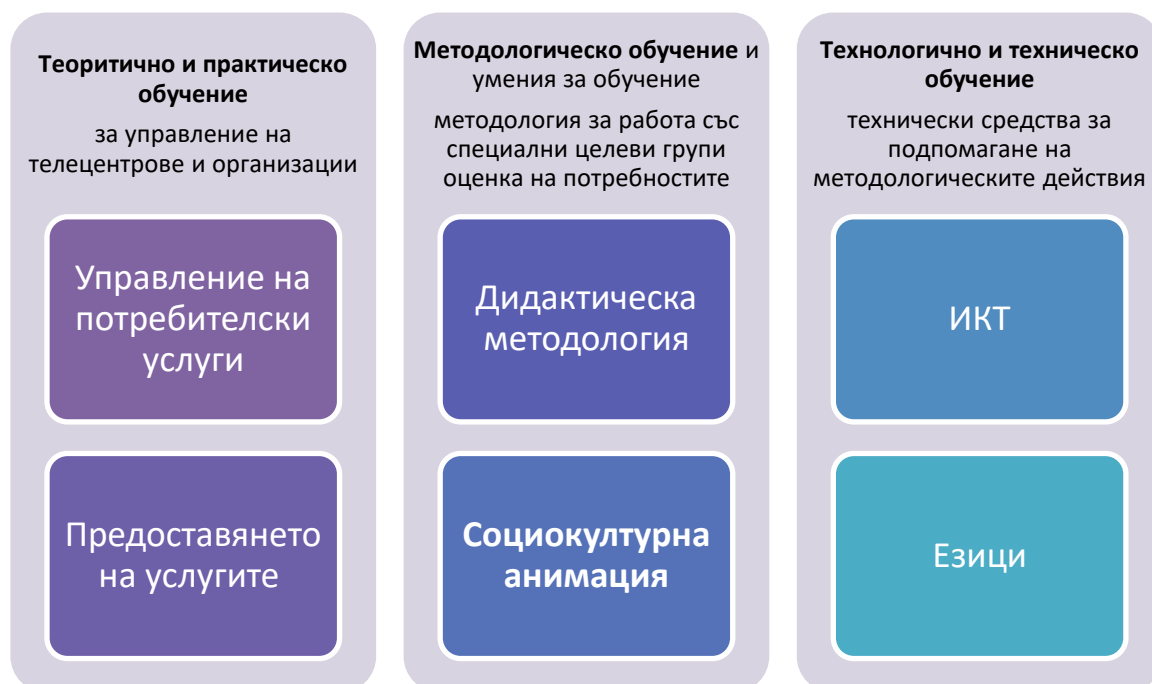 Теоритично и практическо
обучение
за управление на
телецентрове и организации
Управление на
потребителски
услуги
Предоставянето
на услугите
Методологическо обучение и
умения за обучение
методология за работа със
специални целеви групи
оценка на потребностите
Дидактическа
методология
Социокултурна
анимация
Технологично и техническо
обучение
технически средства за
подпомагане на
методологическите действия
ИКТ
Езици